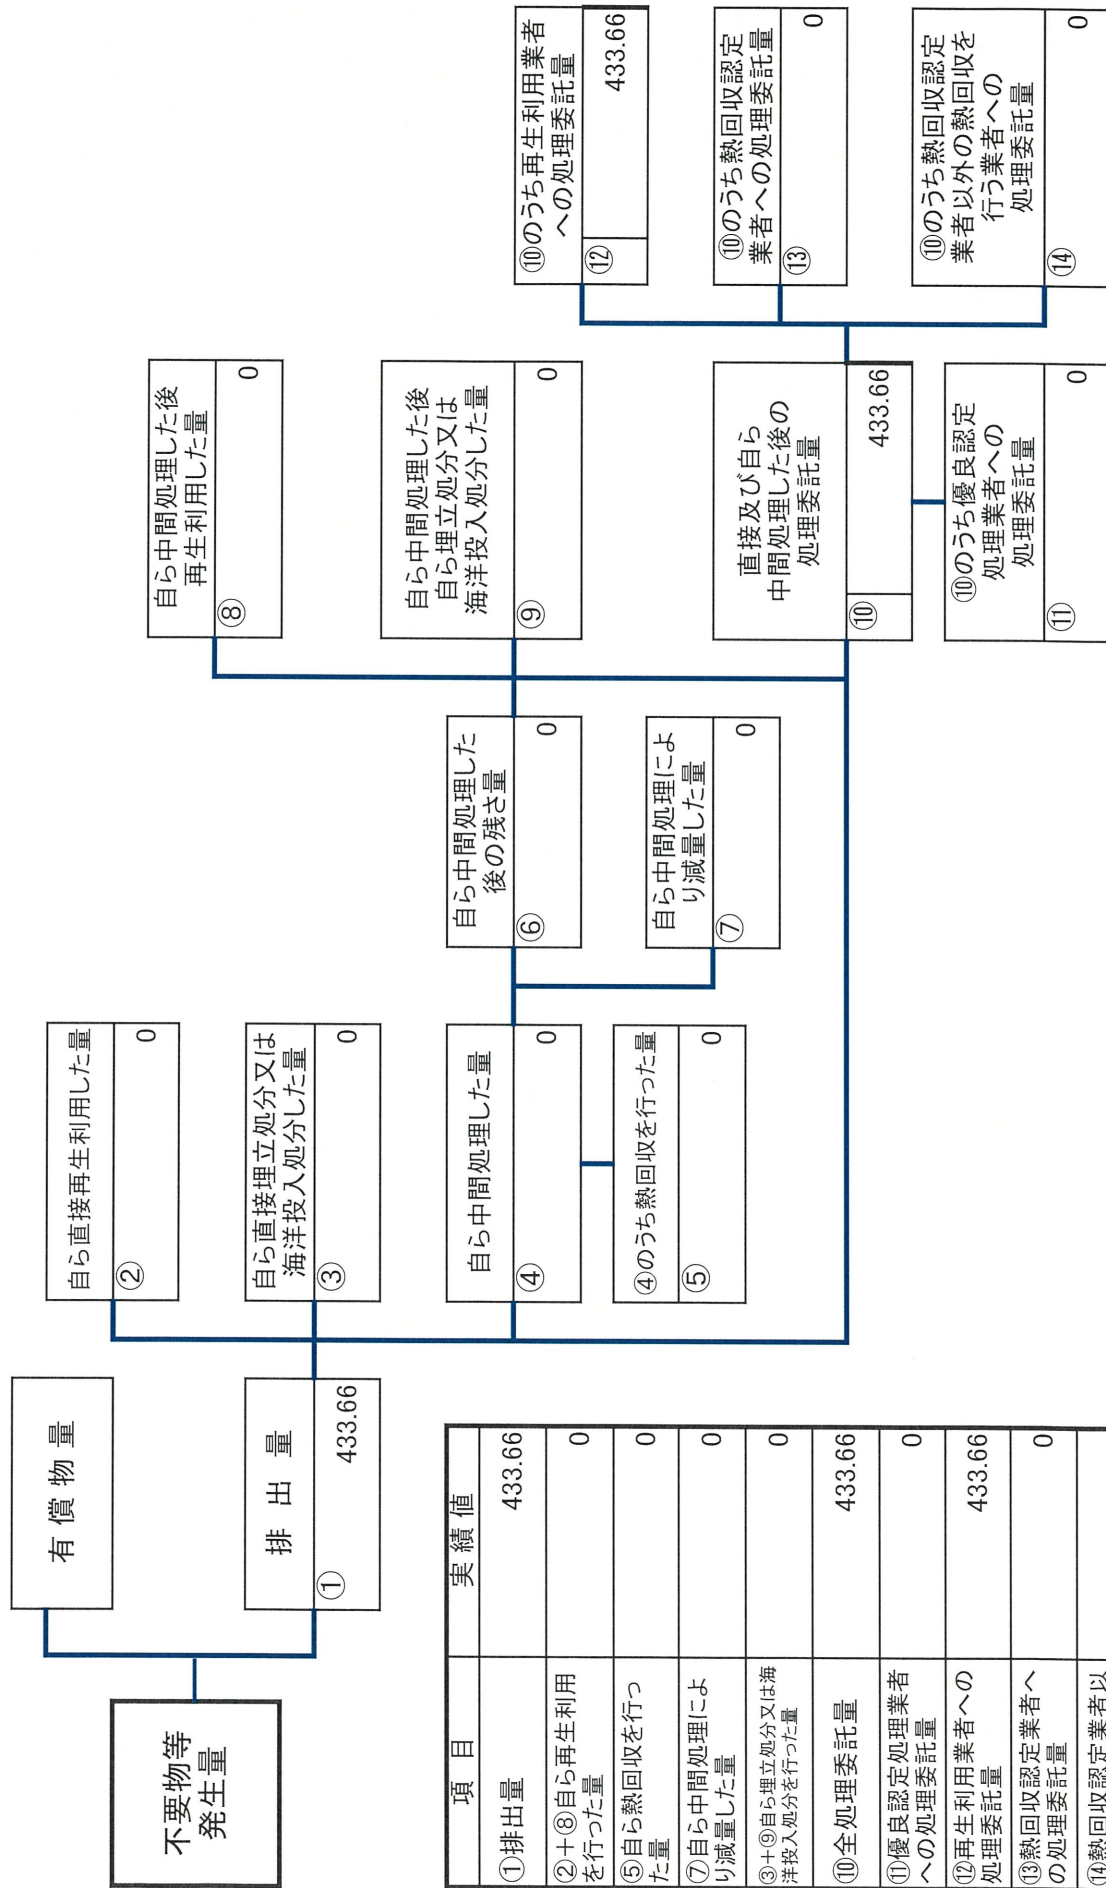 不要物等
発生量
有償物量
排出量
①
433.66
自ら直接再生利用した量
②
0
自ら直接埋立処分又は
海洋投入処分した量
③
0
自ら中間処理した量
④
0
④のうち熱回収を行った量
⑤
0
自ら中間処理した
後の残さ量
⑥
0
自ら中間処理によ
り減量した量
⑦
0
自ら中間処理した後
再生利用した量
⑧
0
自ら中間処理した後
自ら埋立処分又は
海洋投入処分した量
⑨
0
直接及び自ら
中間処理した後の
処理委託量
⑩
433.66
⑩のうち優良認定
処理業者への
処理委託量
⑪
0
⑩のうち再生利用業者
への処理委託量
⑫
433.66
⑩のうち熱回収認定
業者への処理委託量
⑬
0
⑩のうち熱回収認定
業者以外の熱回収を
行う業者への
処理委託量
⑭
0
項目
実績値
①排出量
433.66
②+⑧自ら再生利用
を行った量
0
⑤自ら熱回収を行っ
た量
0
⑦自ら中間処理によ
り減量した量
0
③+⑨自ら埋立処分又は海
洋投入処分を行った量
0
⑩全処理委託量
433.66
⑪優良認定処理業者
への処理委託量
0
⑫再生利用業者への
処理委託量
433.66
⑬熱回収認定業者へ
の処理委託量
0
⑭熱回収認定業者以